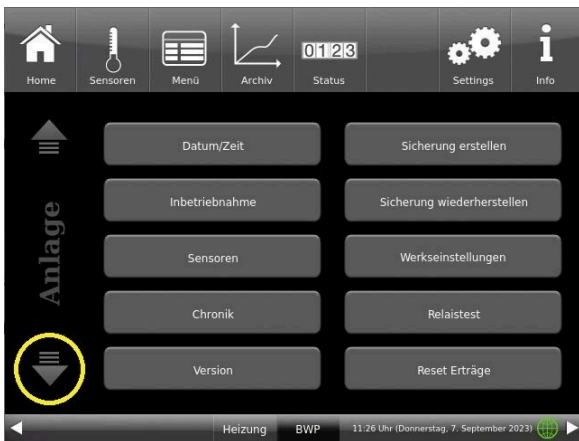 Home Sensoren Menü Archiv 0123 Status Settings Info
Anlage
Datum/Zeit Sicherung erstellen
Inbetriebnahme Sicherung wiederherstellen
Sensoren Werkseinstellungen
Chronik Relaistest
Version Reset Erträge
Heizung BWP 11:26 Uhr (Donnerstag, 7. September 2023)